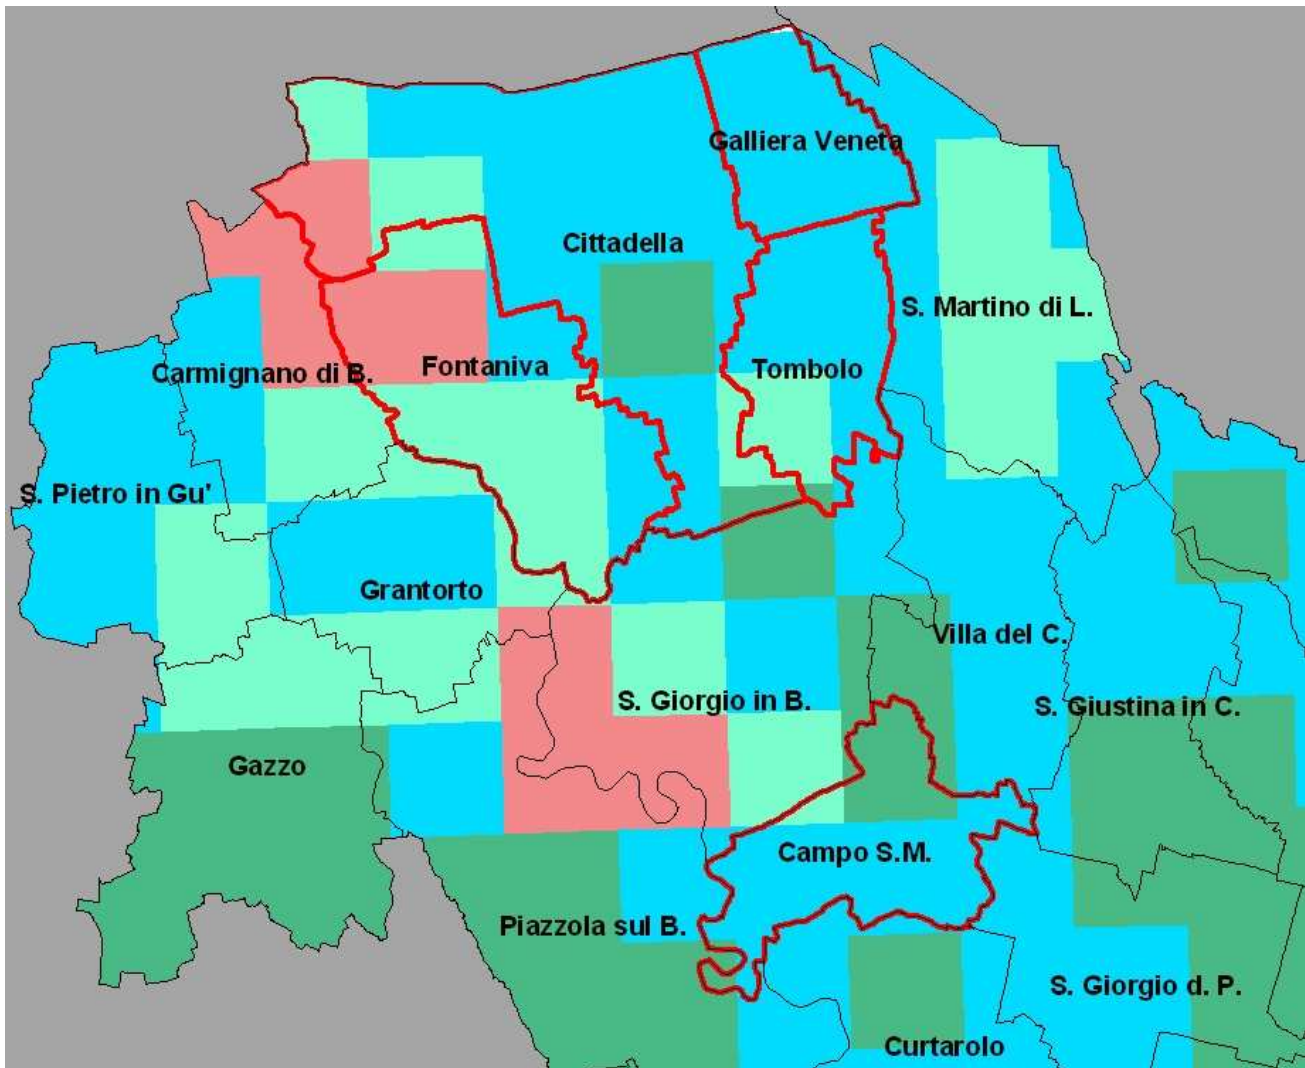 Galliera Veneta
Cittadella
S. Martino di L.
Carmignano di B.
Fontaniva
Tombolo
S. Pietro in Gu'
Grantorto
Villa del C.
S. Giorgio in B.
S. Giustina in C.
Gazzo
Campo S.M.
Piazzola sul B.
S. Giorgio d. P.
Curtarolo